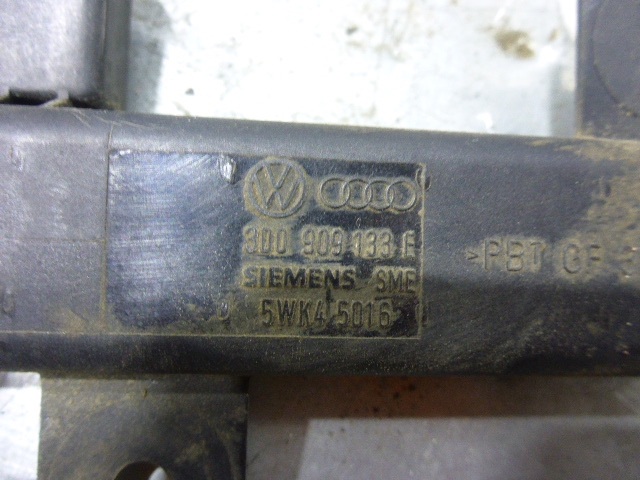 3D0 909 133 F
SIEMENS SME
5WK4 5016
>PBT GF